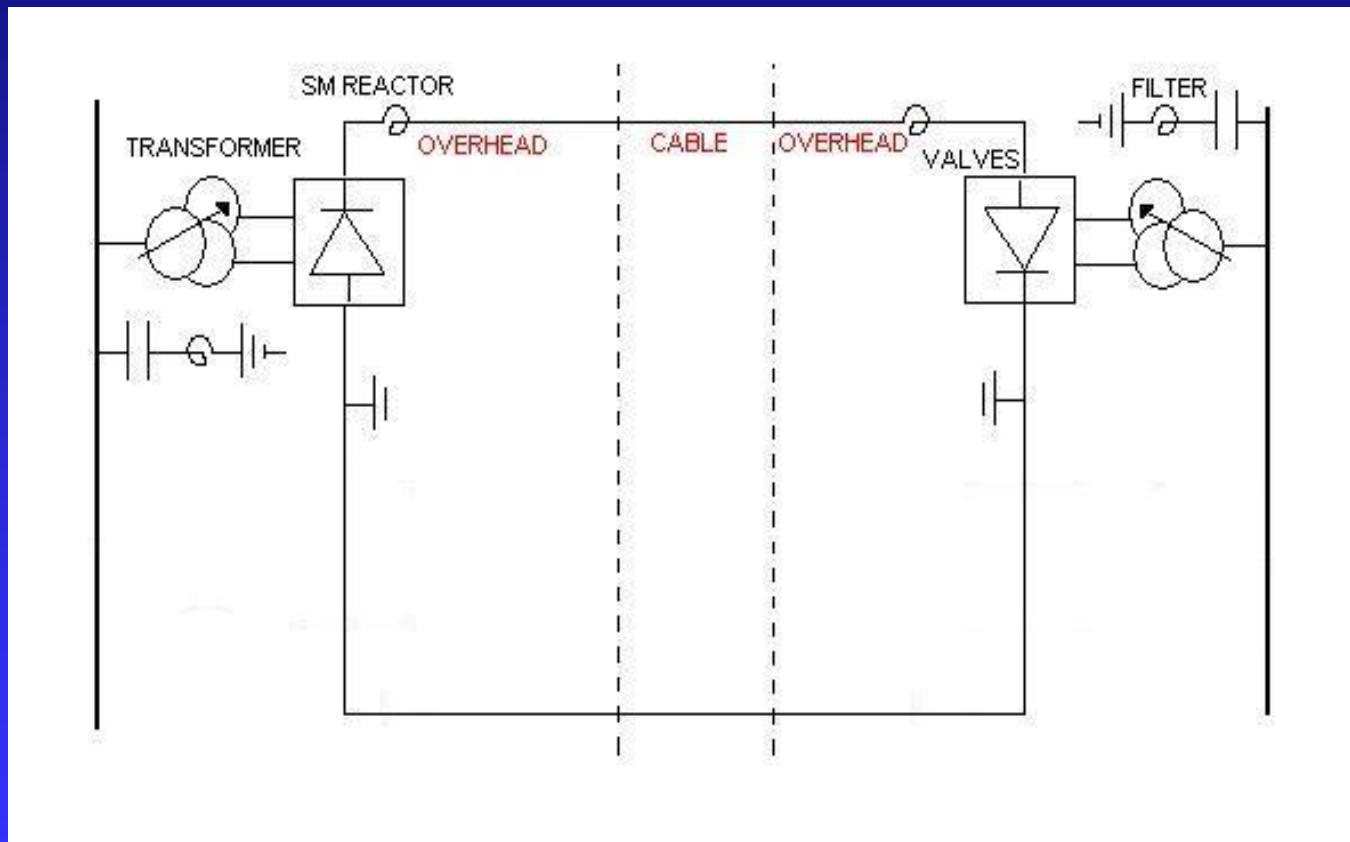 SM REACTOR
FILTER
TRANSFORMER
OVERHEAD
CABLE
OVERHEAD
VALVES